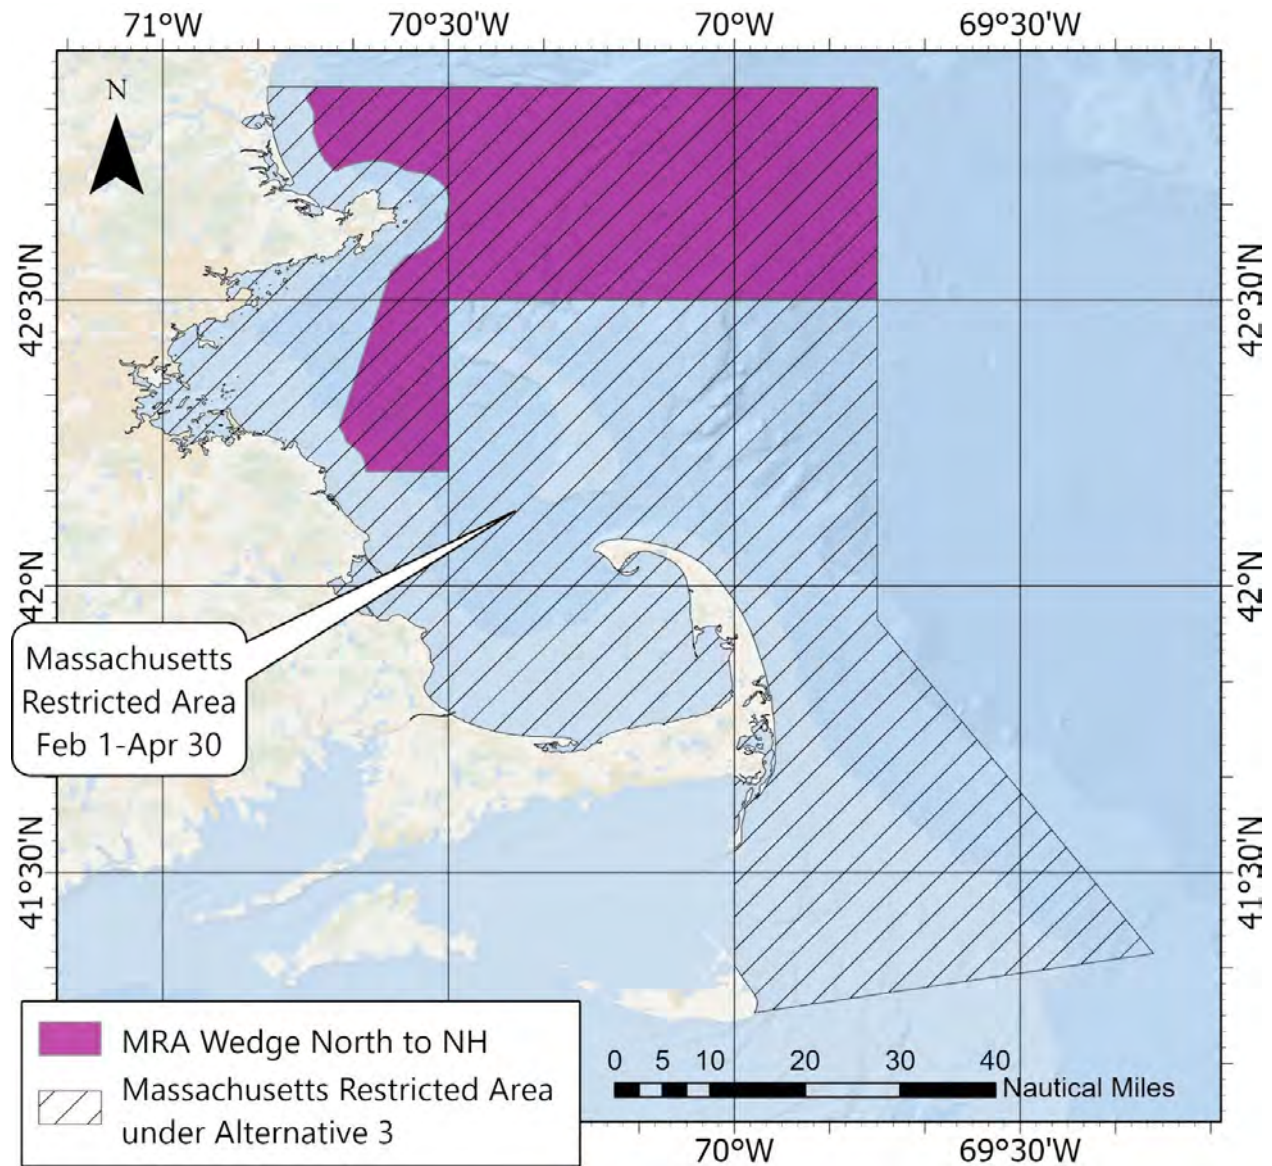 71°W
70°30'W
70°W
69°30'W
N
42°30'N
42°30'N
42°N
42°N
Massachusetts
Restricted Area
Feb 1-Apr 30
41°30'N
41°30'N
MRA Wedge North to NH
Massachusetts Restricted Area
under Alternative 3
0 5 10 20 30 40
Nautical Miles
70°W
69°30'W